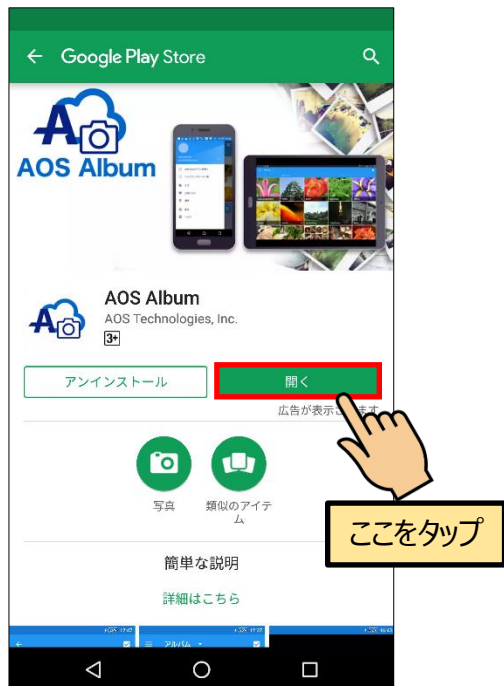 Google Play Store
AOS Album
AOS Album
AOS Technologies, Inc.
3+
アンインストール
開く
広告が表示されます
写真
類似のアイテ
ム
ここをタップ
簡単な説明
詳細はこちら
アルバム